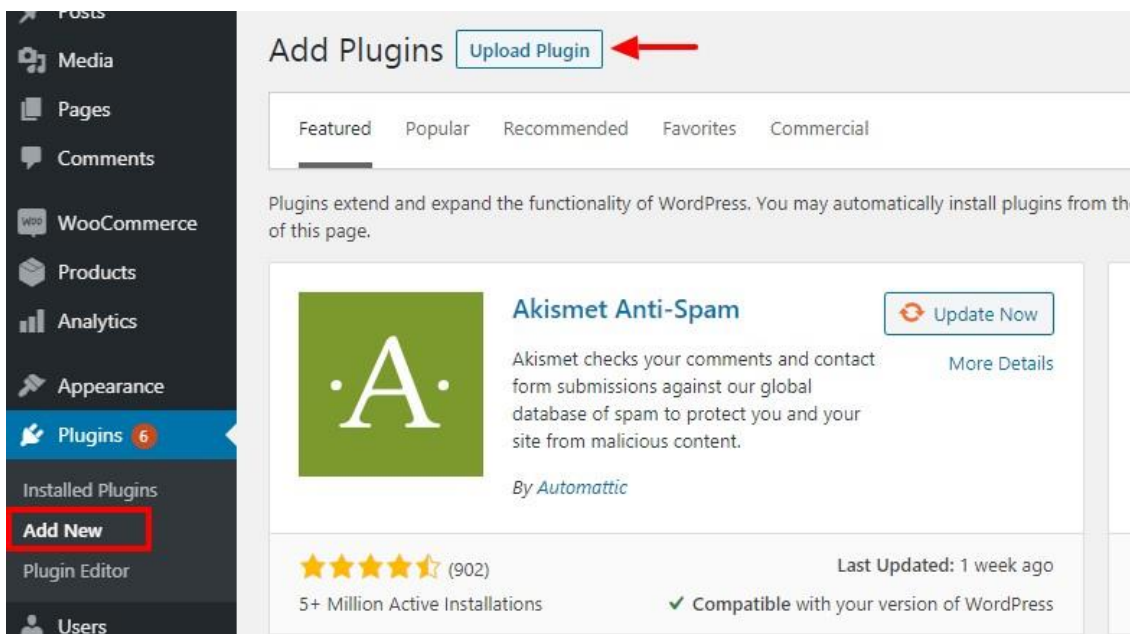 Posts
Media
Pages
Comments
WooCommerce
Products
Analytics
Appearance
Plugins 6
Installed Plugins
Add New
Plugin Editor
Users
Add Plugins Upload Plugin
Featured Popular Recommended Favorites Commercial
Plugins extend and expand the functionality of WordPress. You may automatically install plugins from the
of this page.
A
Akismet Anti-Spam
Update Now
More Details
Akismet checks your comments and contact
form submissions against our global
database of spam to protect you and your
site from malicious content.
By Automattic
(902)
5+ Million Active Installations
Last Updated: 1 week ago
✓ Compatible with your version of WordPress